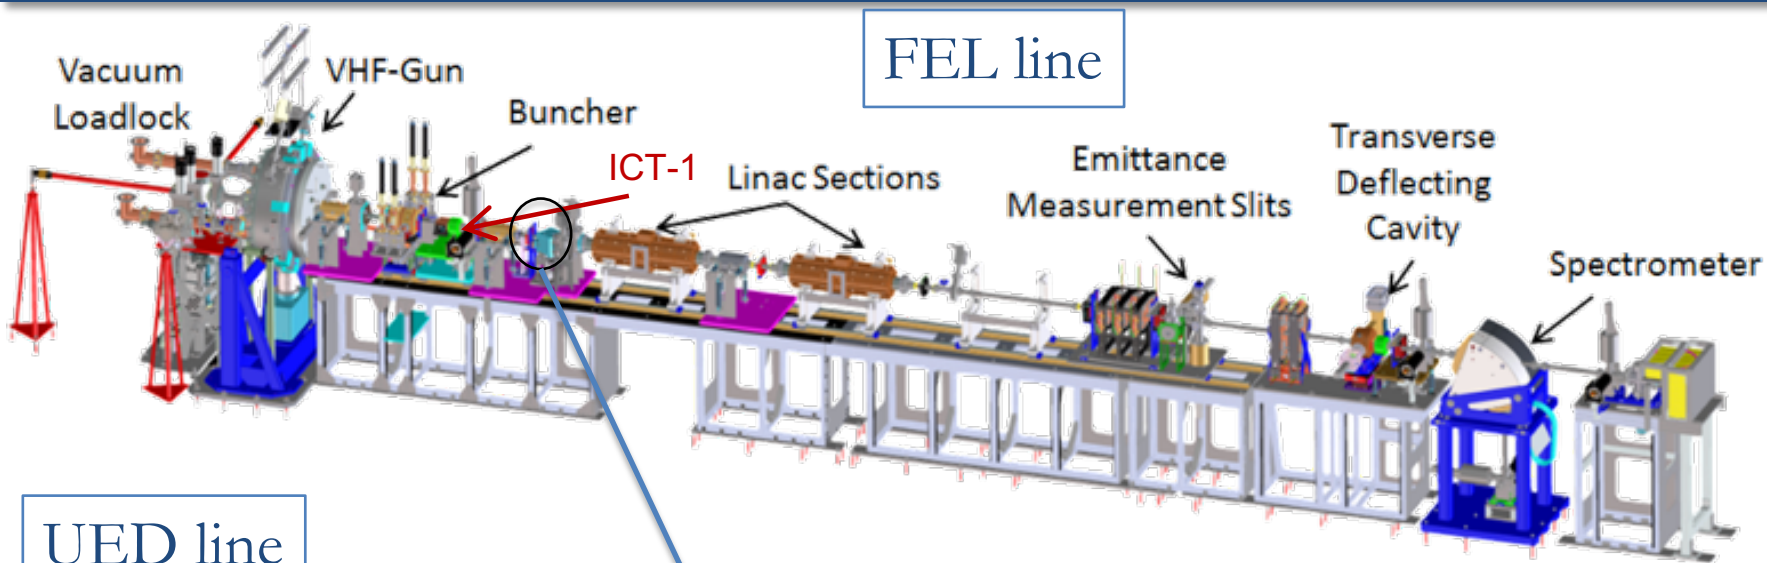 FEL line
Vacuum
Loadlock
VHF-Gun
Buncher
ICT-1
Linac Sections
Emittance
Measurement Slits
Transverse
Deflecting
Cavity
Spectrometer
UED line